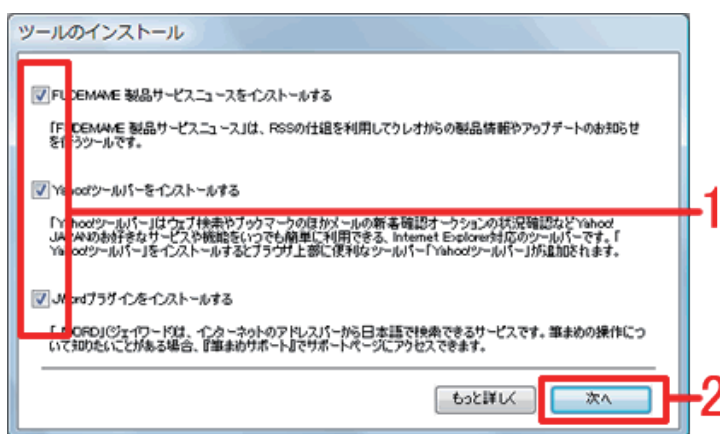 ツールのインストール
FUDEMAME 製品サービスニュースをインストールする
「FUDEMAME 製品サービスニュース」は、RSSの仕組を利用してクレオからの製品情報やアップデートのお知らせ
を行うツールです。
Yahoo!ツールバーをインストールする
「Yahoo!ツールバー」はウェブ検索やブックマークのほかメールの新着確認オークションの状況確認などYahoo!
JAPANのお好きなサービスや機能をいつでも簡単に利用できる、Internet Explorer対応のツールバーです。「
Yahoo!ツールバー」をインストールするとブラウザ上部に便利なツールバー「Yahoo!ツールバー」が追加されます。
1
JWordプラグインをインストールする
「JWORD」(ジェイワード)は、インターネットのアドレスバーから日本語で検索できるサービスです。筆まめの操作につ
いて知りたいことがある場合、『筆まめサポート』でサポートページにアクセスできます。
もっと詳しく
次へ
2